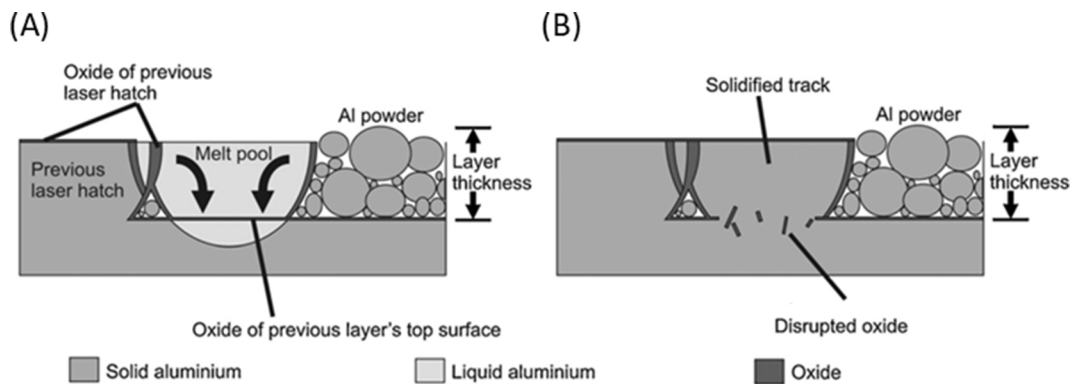 (A)
Oxide of previous
laser hatch
Al powder
Melt pool
Previous
laser hatch
Layer
thickness
Oxide of previous layer's top surface
(B)
Solidified track
Al powder
Layer
thickness
Disrupted oxide
Solid aluminium
Liquid aluminium
Oxide